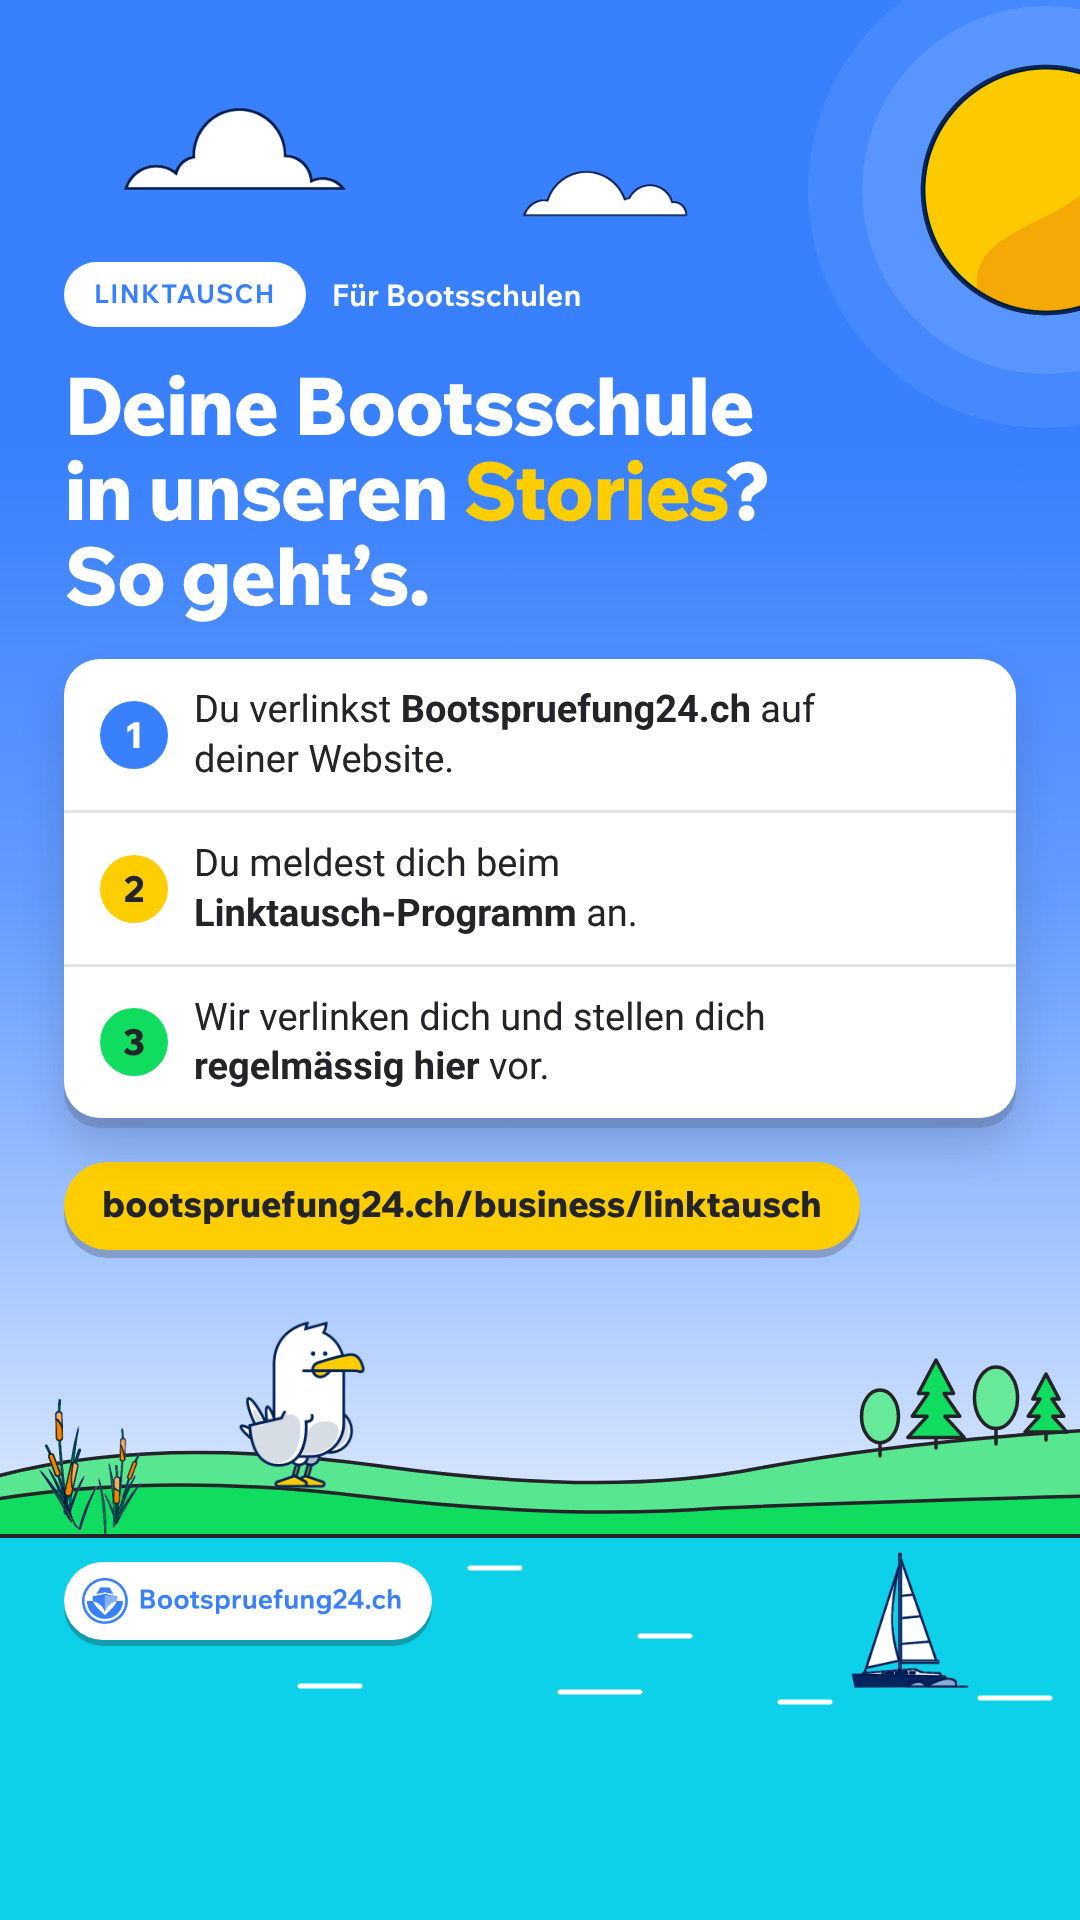 LINKTAUSCH
Für Bootsschulen
Deine Bootsschule
in unseren Stories?
So geht’s.
1
Du verlinkst Bootspruefung24.ch auf
deiner Website.
2
Du meldest dich beim
Linktausch-Programm an.
3
Wir verlinken dich und stellen dich
regelmässig hier vor.
bootspruefung24.ch/business/linktausch
Bootspruefung24.ch